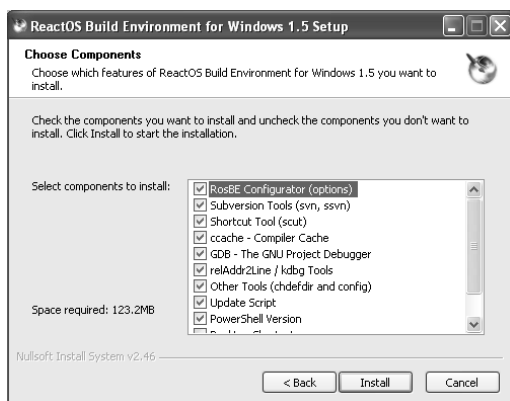 ReactOS Build Environment for Windows 1.5 Setup
Choose Components
Choose which features of ReactOS Build Environment for Windows 1.5 you want to
install.
Check the components you want to install and uncheck the components you don't want to
install. Click Install to start the installation.
Select components to install:
RosBE Configurator (options)
Subversion Tools (svn, ssvn)
Shortcut Tool (scut)
ccache - Compiler Cache
GDB - The GNU Project Debugger
relAddr2Line / kdbg Tools
Other Tools (chdefdir and config)
Update Script
PowerShell Version
Space required: 123.2MB
Nullsoft Install System v2.46
< Back
Install
Cancel